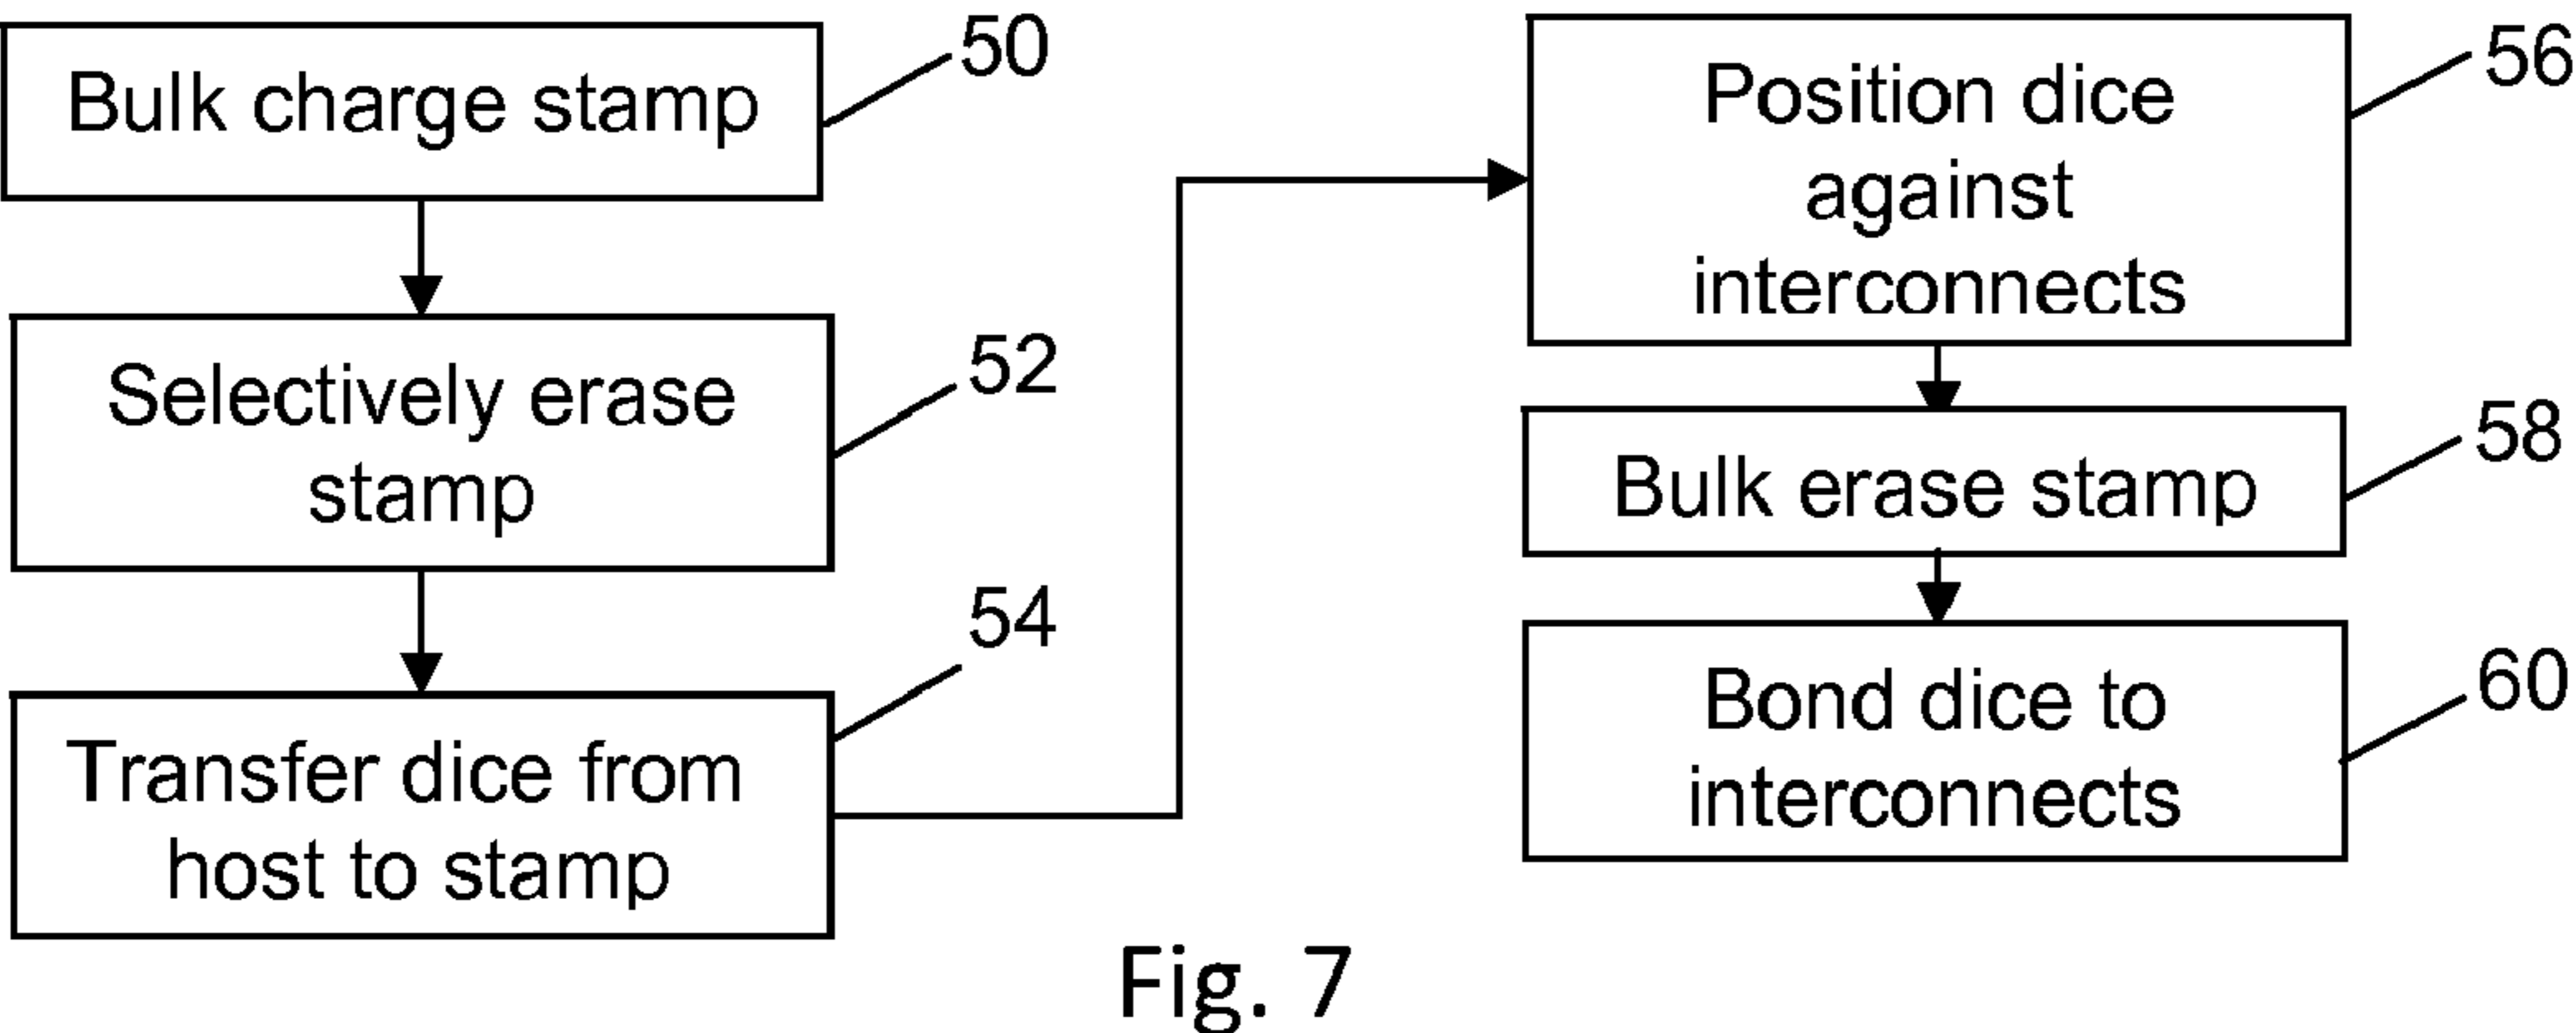 Bulk charge stamp
50
Selectively erase
stamp
52
Transfer dice from
host to stamp
54
Position dice
against
interconnects
56
Bulk erase stamp
58
Bond dice to
interconnects
60
Fig. 7